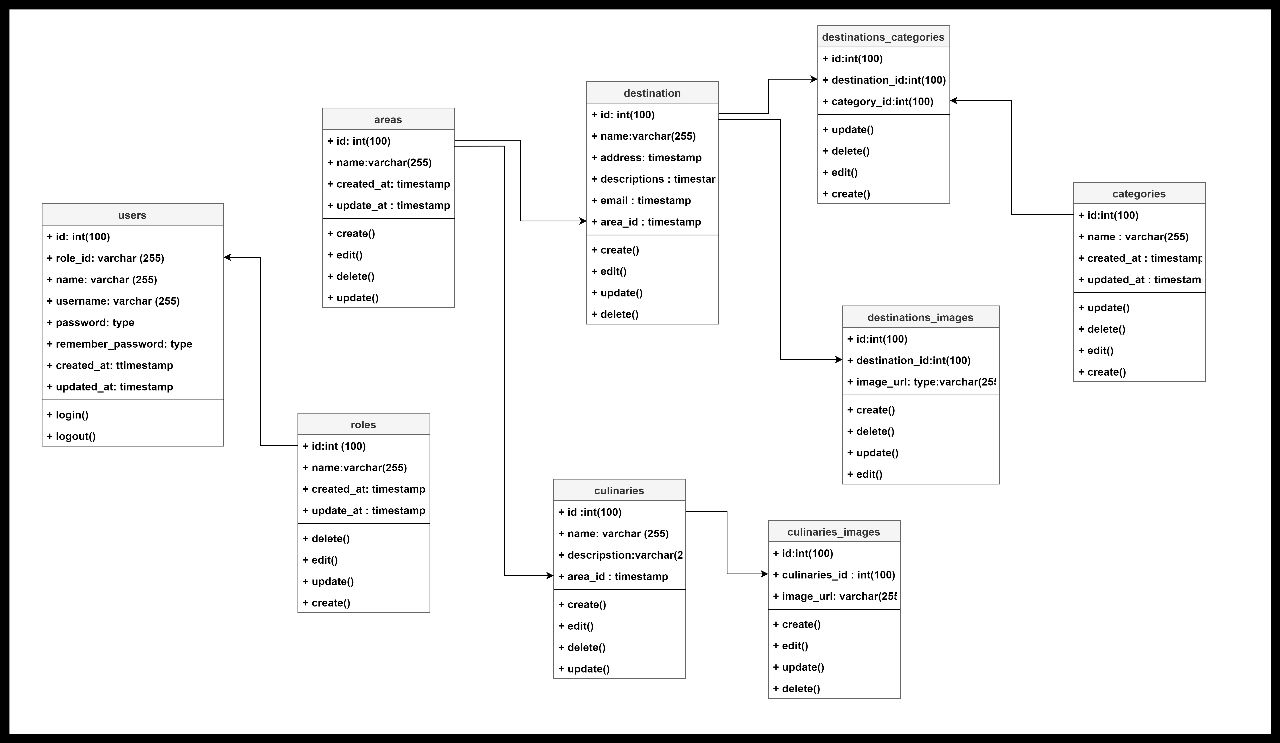 users
+ id: int(100)
+ role_id: varchar (255)
+ name: varchar (255)
+ username: varchar (255)
+ password: type
+ remember_password: type
+ created_at: ttimestamp
+ updated_at: timestamp
+ login()
+ logout()
areas
+ id: int(100)
+ name:varchar(255)
+ created_at: timestamp
+ update_at : timestamp
+ create()
+ edit()
+ delete()
+ update()
roles
+ id:int (100)
+ name:varchar(255)
+ created_at: timestamp
+ update_at : timestamp
+ delete()
+ edit()
+ update()
+ create()
destination
+ id: int(100)
+ name:varchar(255)
+ address: timestamp
+ descriptions : timestar
+ email : timestamp
+ area_id : timestamp
+ create()
+ edit()
+ update()
+ delete()
culinaries
+ id :int(100)
+ name: varchar (255)
+ descripstion:varchar(2
+ area_id : timestamp
+ create()
+ edit()
+ delete()
+ update()
destinations_categories
+ id:int(100)
+ destination_id:int(100)
+ category_id:int(100)
+ update()
+ delete()
+ edit()
+ create()
destinations_images
+ id:int(100)
+ destination_id:int(100)
+ image_url: type:varchar(255
+ create()
+ delete()
+ update()
+ edit()
culinaries_images
+ id:int(100)
+ culinaries_id : int(100)
+ image_url: varchar(255
+ create()
+ edit()
+ update()
+ delete()
categories
+ id:int(100)
+ name : varchar(255)
+ created_at : timestamp
+ updated_at : timestam
+ update()
+ delete()
+ edit()
+ create()